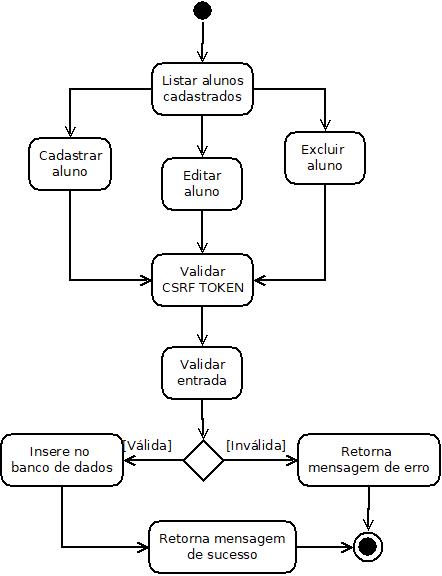 Listar alunos
cadastrados
Cadastrar
aluno
Editar
aluno
Excluir
aluno
Validar
CSRF TOKEN
Validar
entrada
[Válida]
[Inválida]
Insere no
banco de dados
Retorna
mensagem de erro
Retorna mensagem
de sucesso